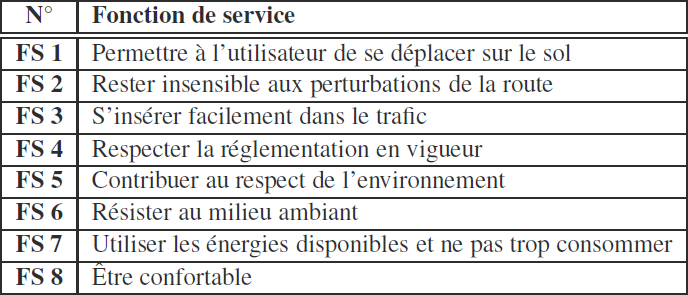 N° Fonction de service
FS 1 Permettre à l’utilisateur de se déplacer sur le sol
FS 2 Rester insensible aux perturbations de la route
FS 3 S’insérer facilement dans le trafic
FS 4 Respecter la réglementation en vigueur
FS 5 Contribuer au respect de l’environnement
FS 6 Résister au milieu ambiant
FS 7 Utiliser les énergies disponibles et ne pas trop consommer
FS 8 Être confortable